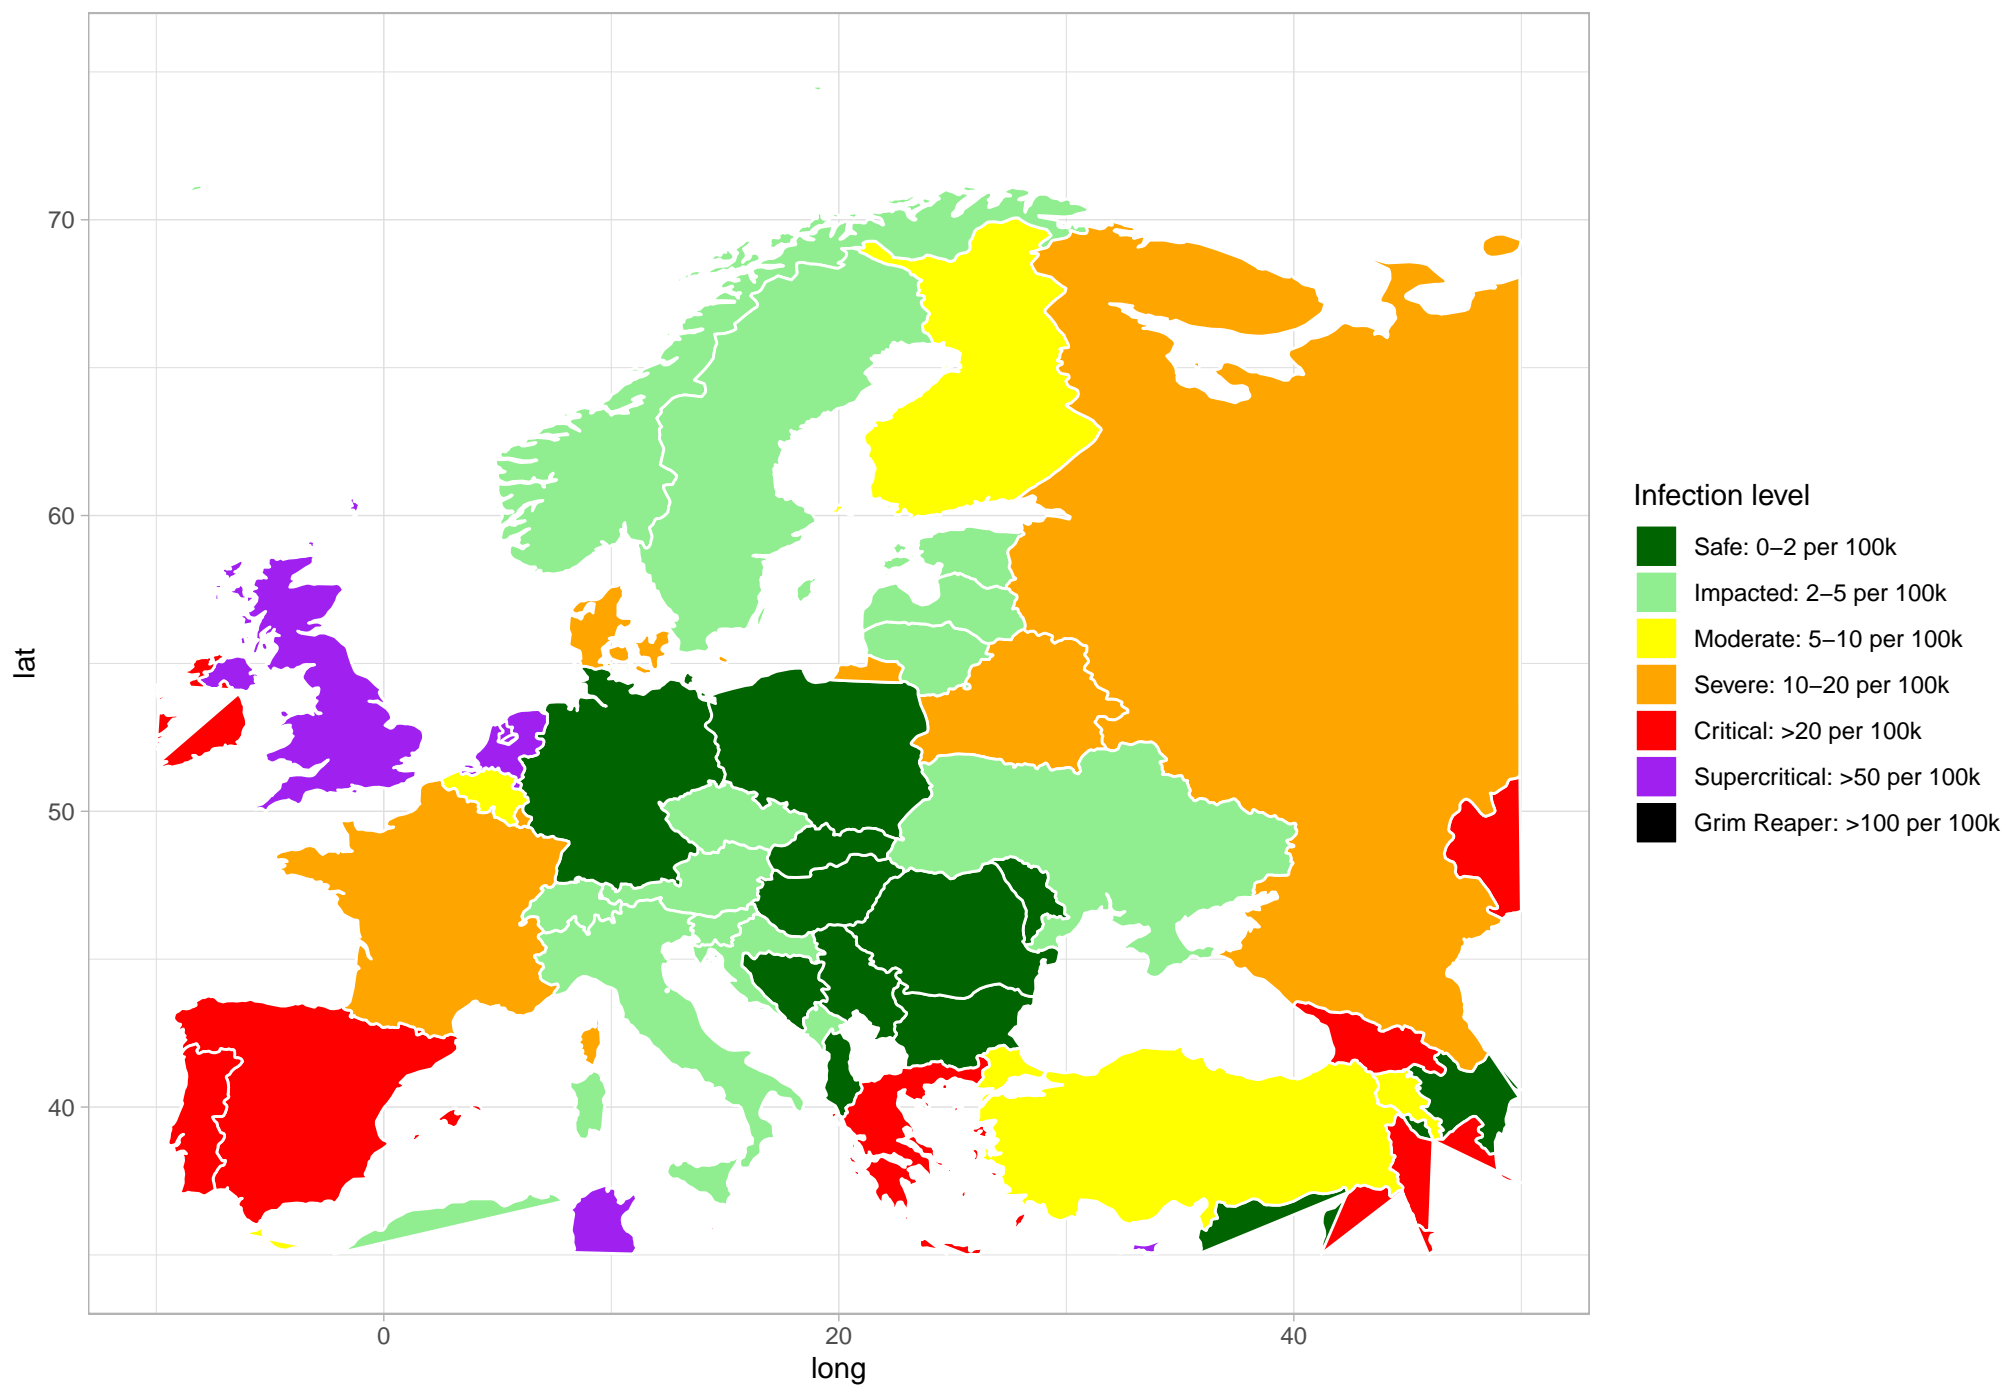 70
60
50
40
lat
0
20
40
long
Infection level
Safe: 0−2 per 100k
Impacted: 2−5 per 100k
Moderate: 5−10 per 100k
Severe: 10−20 per 100k
Critical: >20 per 100k
Supercritical: >50 per 100k
Grim Reaper: >100 per 100k